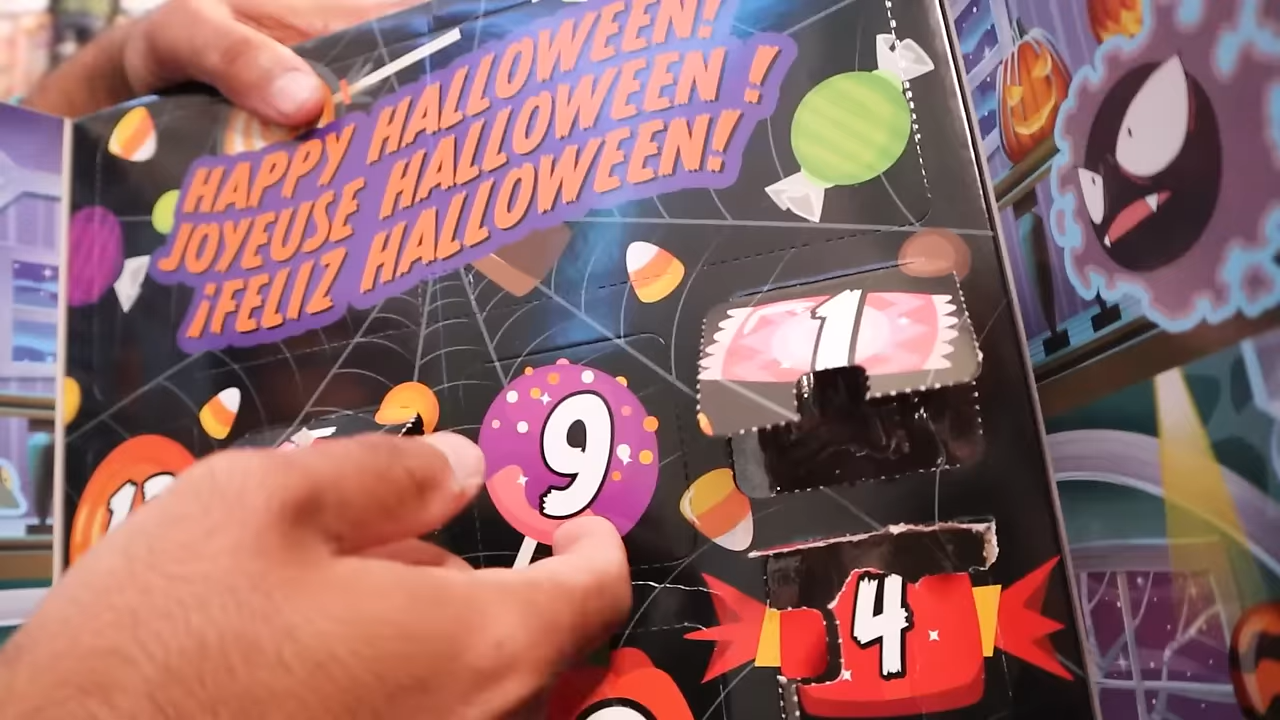 HAPPY HALLOWEEN!
JOYEUSE HALLOWEEN !
¡FELIZ HALLOWEEN!
1
9
4